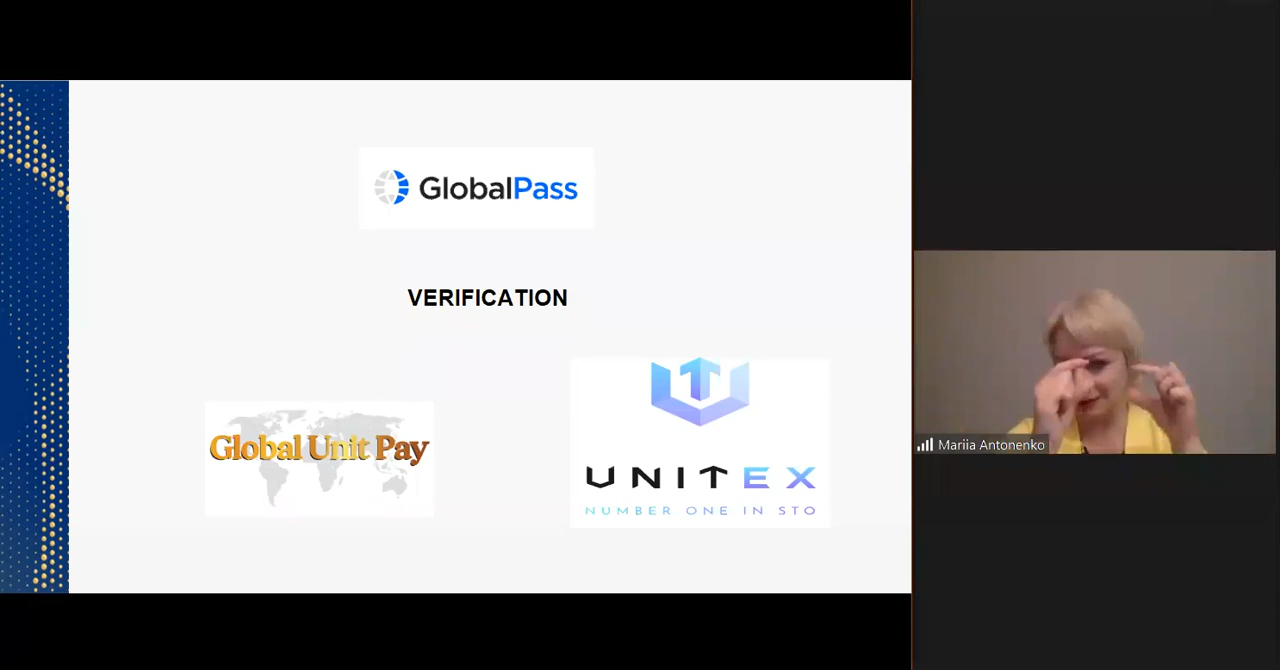 GlobalPass
VERIFICATION
Global Unit Pay
UNITEX
NUMBER ONE IN STO
Mariia Antonenko